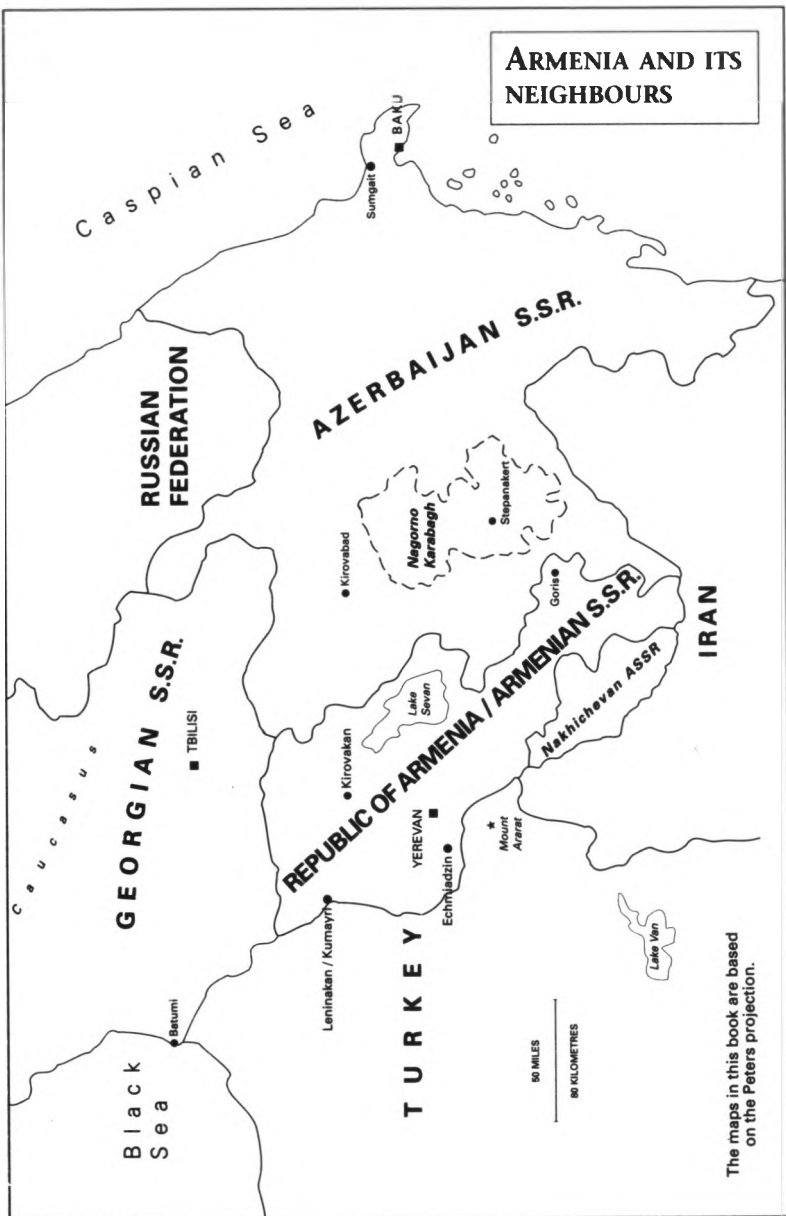 ARMENIA AND ITS
NEIGHBOURS
Caspian Sea
Sumgait
BAKU
RUSSIAN
FEDERATION
AZERBAIJAN S.S.R.
Caucasus
GEORGIAN S.S.R.
TBILISI
Black
Sea
Batumi
Kirovabad
Nagorno
Karabagh
Stepanakert
Goris
Lake
Sevan
Kirovakan
REPUBLIC OF ARMENIA / ARMENIAN S.S.R.
Leninakan / Kumayri
YEREVAN
Echmiadzin
Mount
Ararat
Nakhichevan ASSR
IRAN
TURKEY
Lake Van
50 MILES
80 KILOMETRES
The maps in this book are based
on the Peters projection.